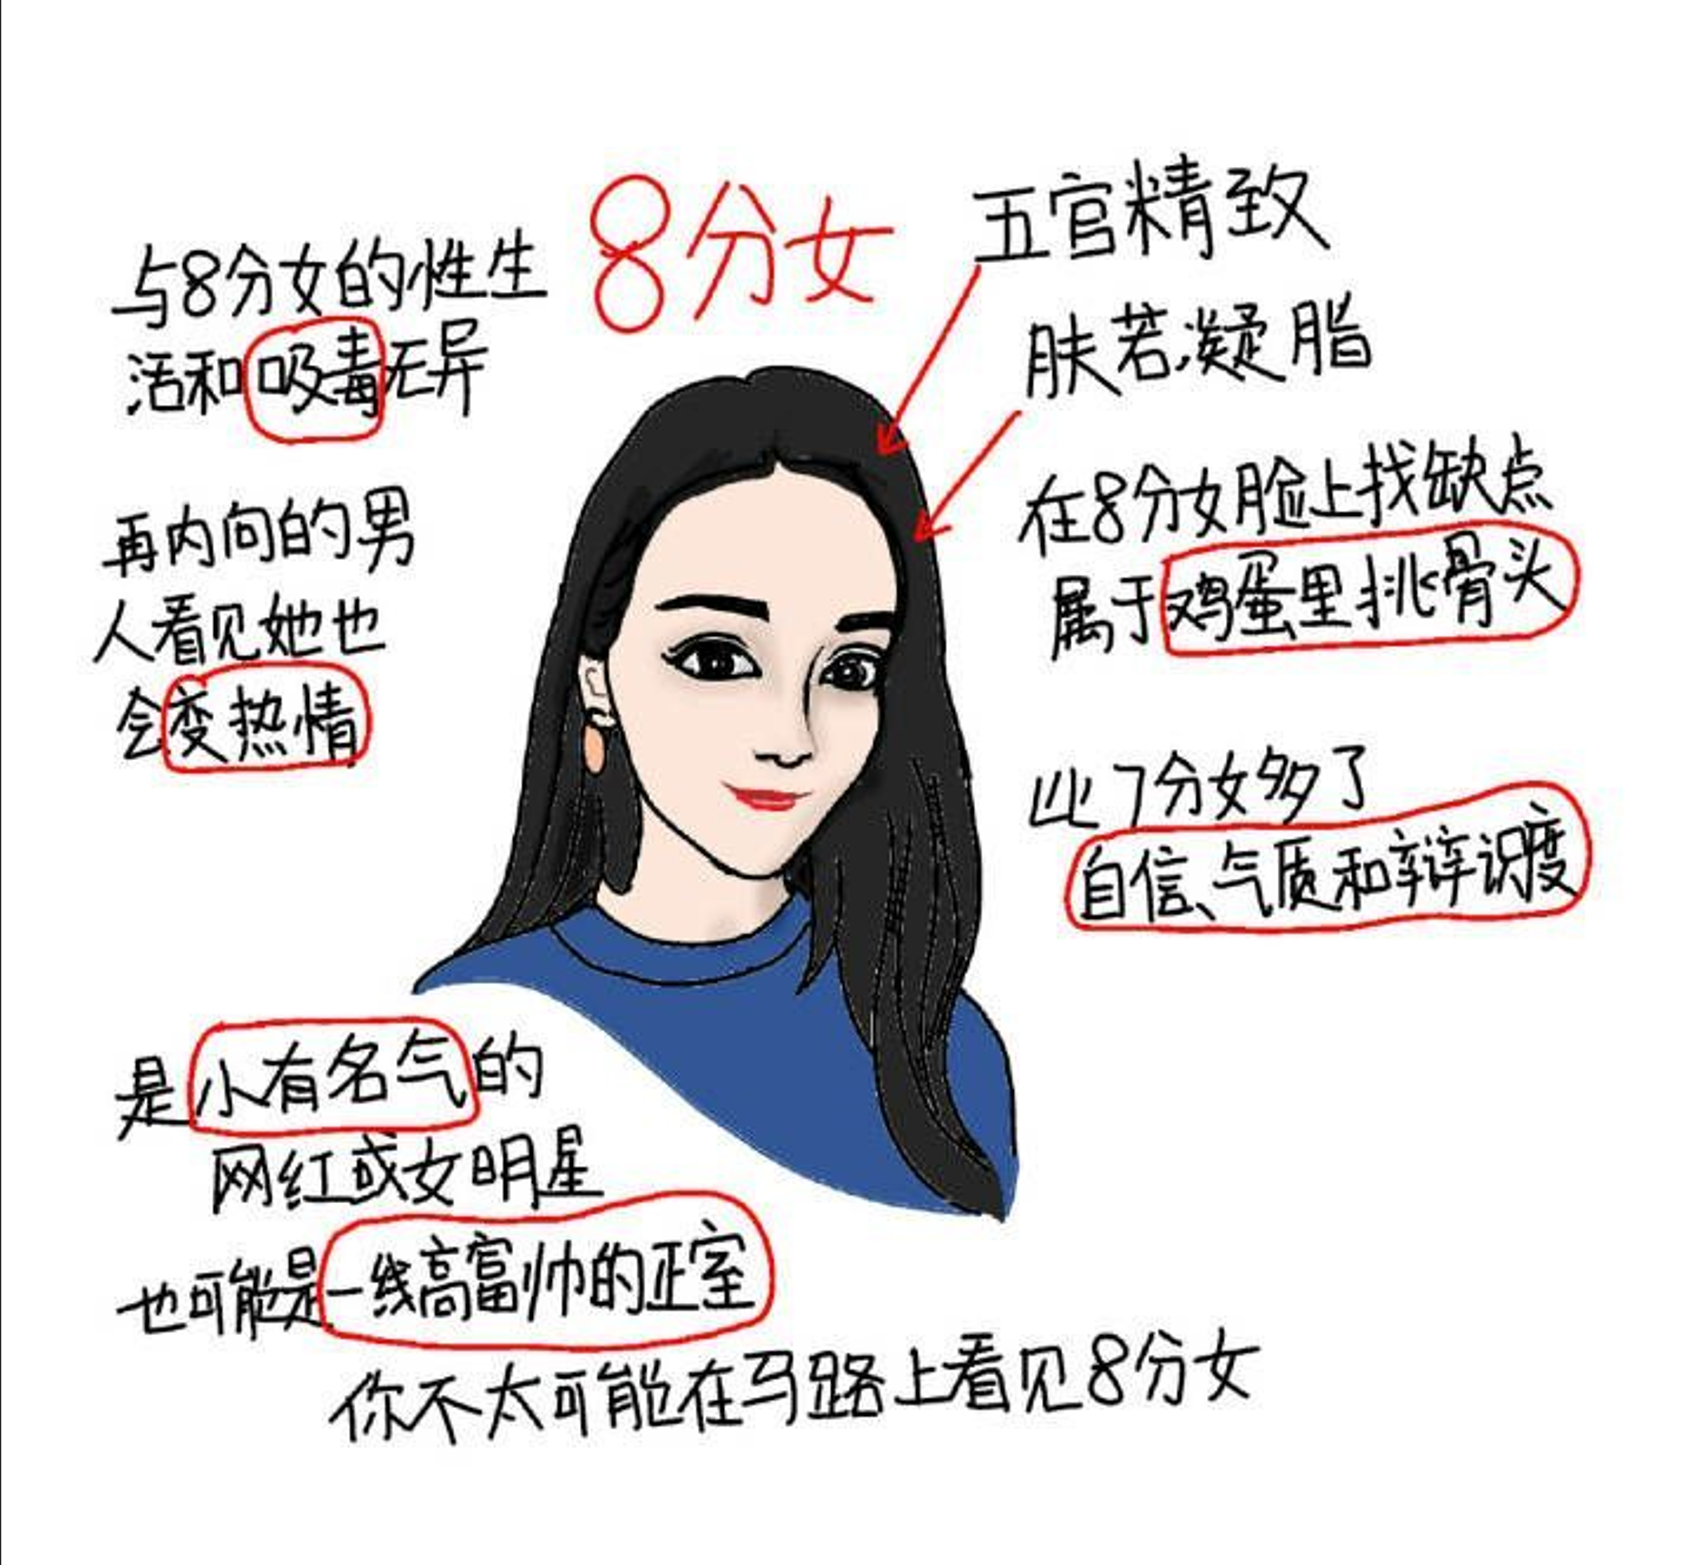 8分女
与8分女的性生
活和吸毒无异
再内向的男
人看见她也
会变热情
五官精致
肤若凝脂
在8分女脸上找缺点
属于鸡蛋里挑骨头
比7分女多了
自信、气质和辩识度
是小有名气的
网红或女明星
也可能是一线高富帅的正室
你不太可能在马路上看见8分女